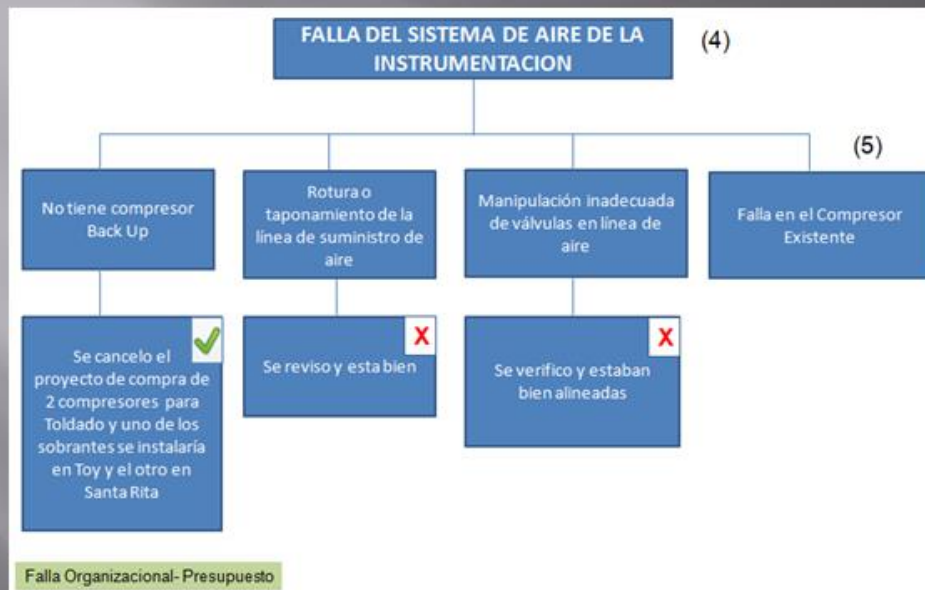 FALLA DEL SISTEMA DE AIRE DE LA
INSTRUMENTACION
(4)
(5)
No tiene compresor
Back Up
Rotura o
taponamiento de la
línea de suministro de
aire
Manipulación inadecuada
de válvulas en línea de
aire
Falla en el Compresor
Existente
Se cancelo el
proyecto de compra de
2 compresores para
Toldado y uno de los
sobrantes se instalaría
en Toy y el otro en
Santa Rita
X
Se reviso y esta bien
X
Se verifico y estaban
bien alineadas
Falla Organizacional- Presupuesto